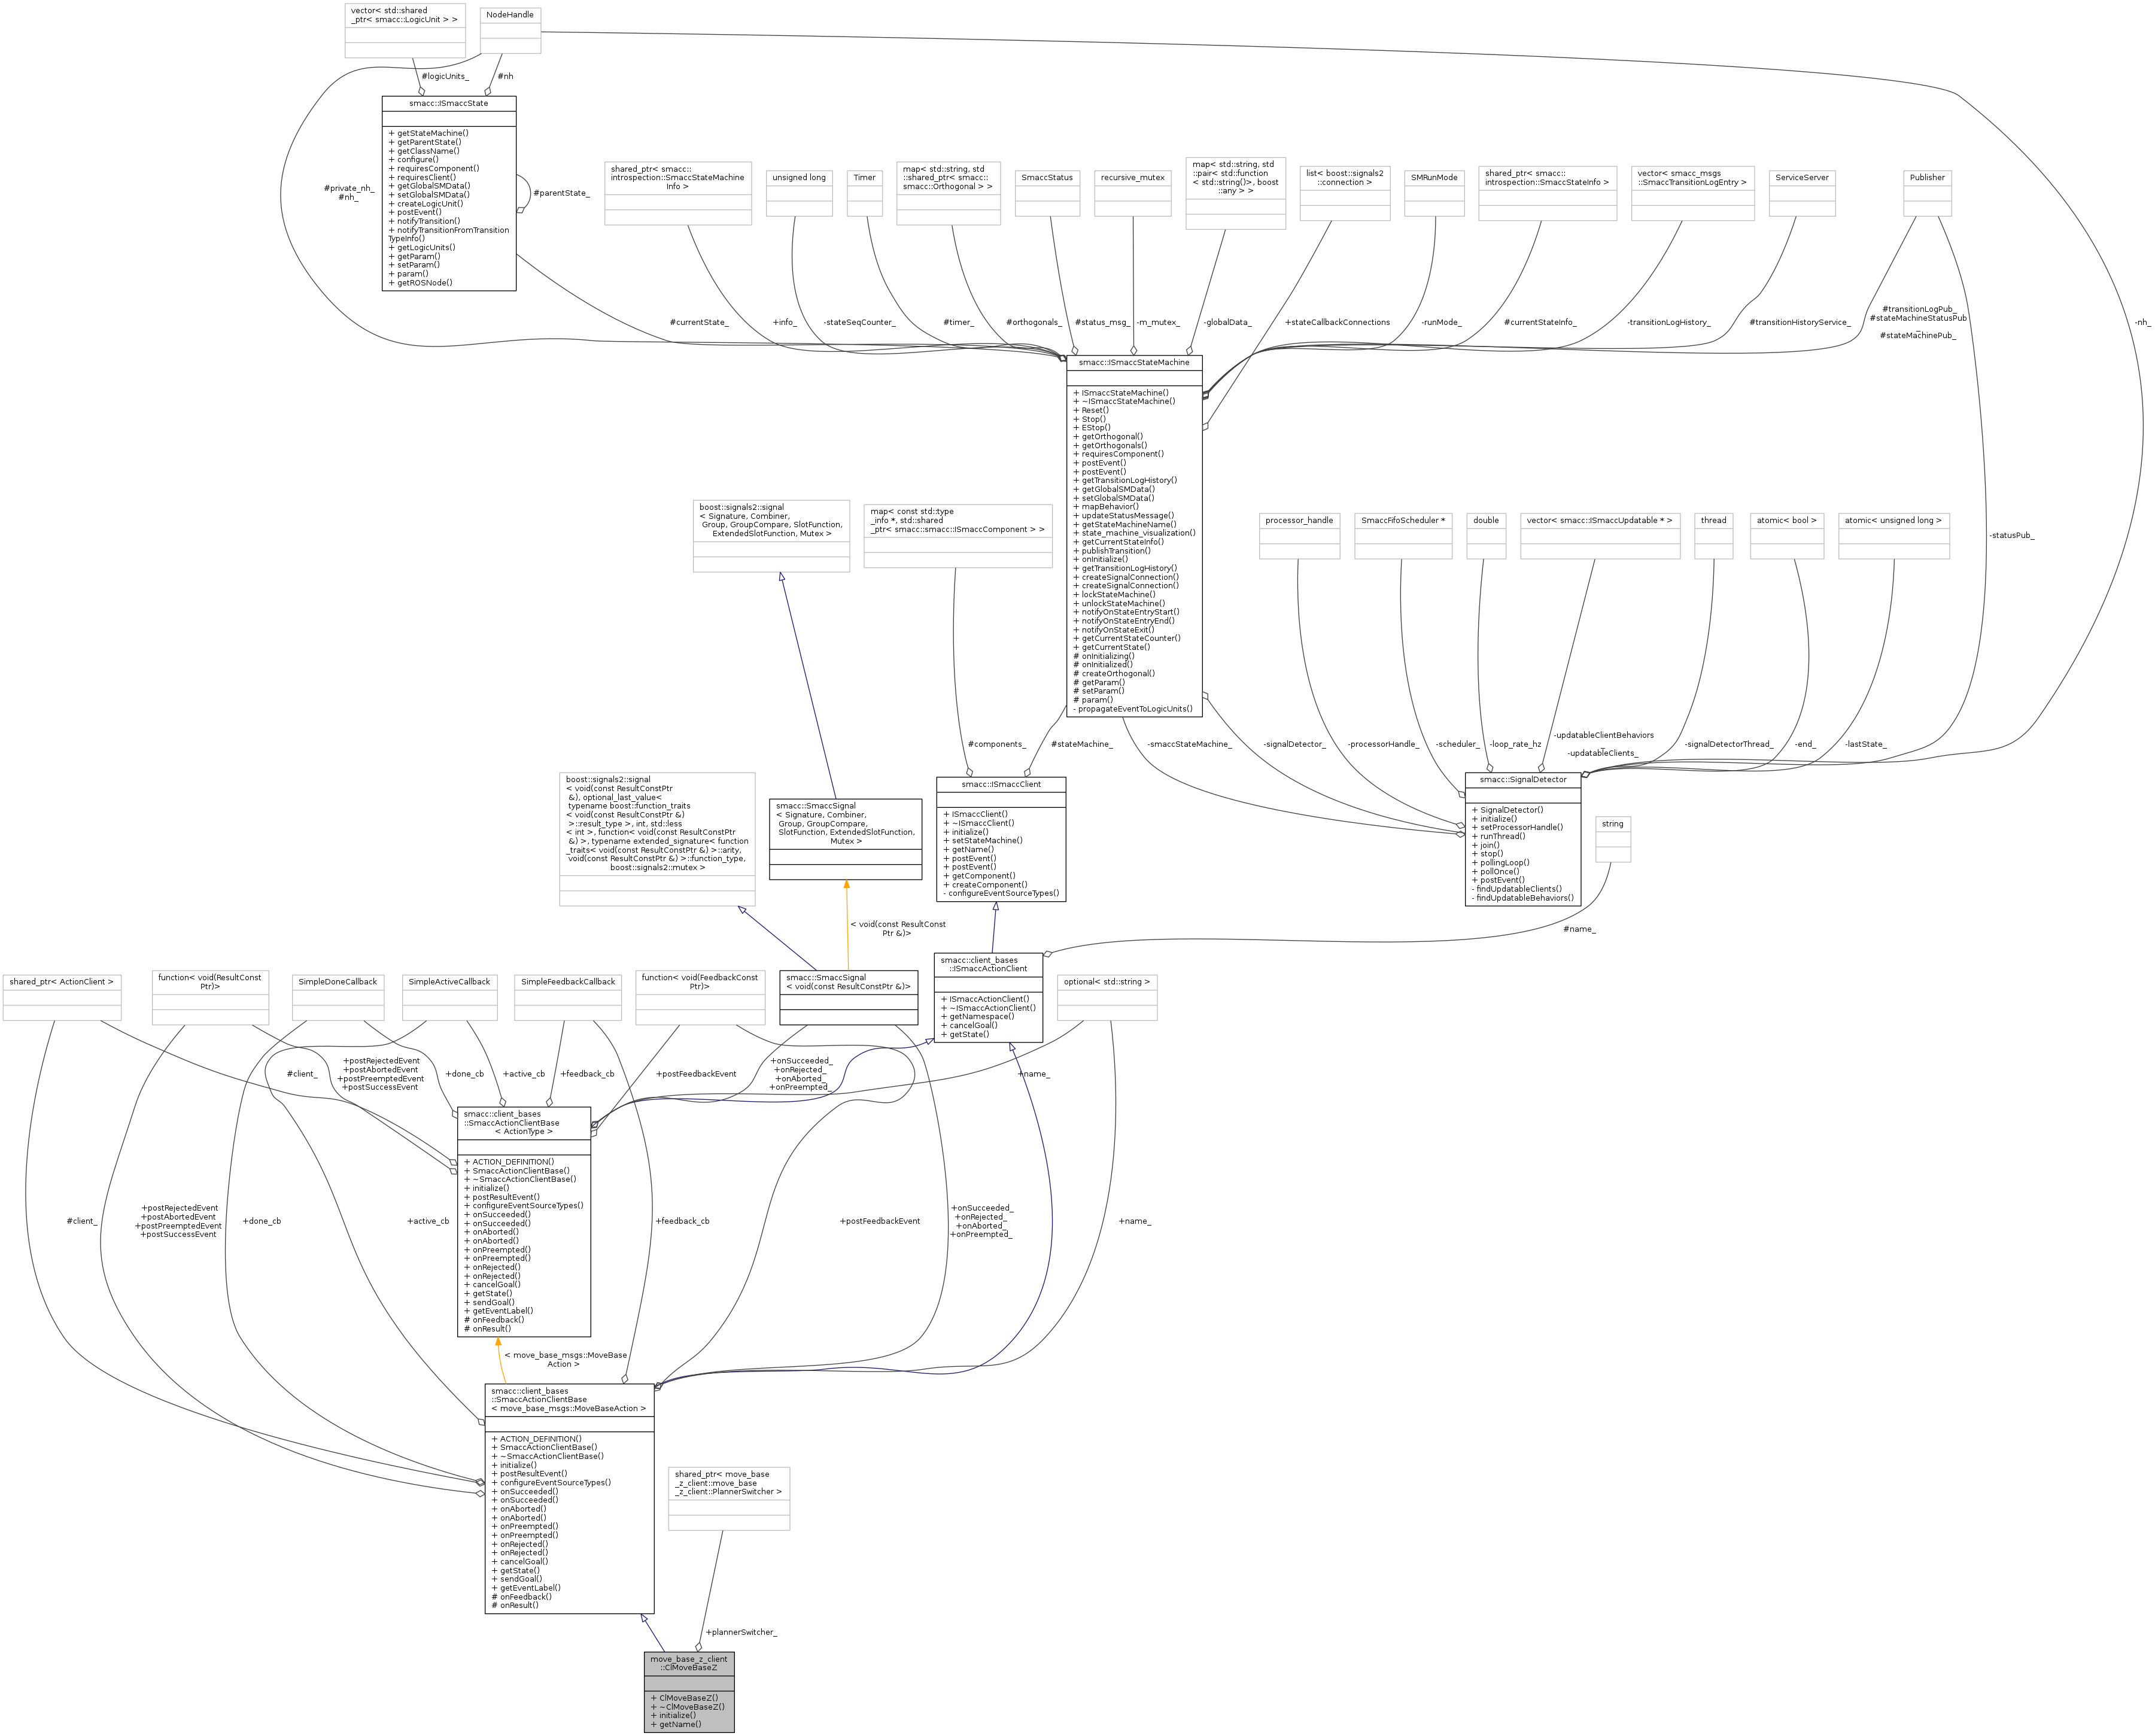 vector< std::shared
_ptr< smacc::LogicUnit > >
NodeHandle
#logicUnits_
#nh
smacc::ISmaccState
+ getStateMachine()
+ getParentState()
+ getClassName()
+ configure()
+ requiresComponent()
+ requiresClient()
+ getGlobalSMData()
+ setGlobalSMData()
+ createLogicUnit()
+ postEvent()
+ notifyTransition()
+ notifyTransitionFromTransition
TypeInfo()
+ getLogicUnits()
+ getParam()
+ setParam()
+ param()
+ getROSNode()
#private_nh_
#nh_
#parentState_
shared_ptr< smacc::
introspection::SmaccStateMachine
Info >
unsigned long
Timer
map< std::string, std
::shared_ptr< smacc::
smacc::Orthogonal > >
SmaccStatus
recursive_mutex
map< std::string, std
::pair< std::function
< std::string()>, boost
::any > >
list< boost::signals2
::connection >
SMRunMode
shared_ptr< smacc::
introspection::SmaccStateInfo >
vector< smacc_msgs
::SmaccTransitionLogEntry >
ServiceServer
Publisher
#currentState_
+info_
-stateSeqCounter_
#timer_
#orthogonals_
#status_msg_
-m_mutex_
-globalData_
+stateCallbackConnections
-runMode_
#currentStateInfo_
-transitionLogHistory_
#transitionHistoryService_
#transitionLogPub_
#stateMachineStatusPub
_
#stateMachinePub_
-nh_
smacc::ISmaccStateMachine
+ ISmaccStateMachine()
+ ~ISmaccStateMachine()
+ Reset()
+ Stop()
+ EStop()
+ getOrthogonal()
+ getOrthogonals()
+ requiresComponent()
+ postEvent()
+ postEvent()
+ getTransitionLogHistory()
+ getGlobalSMData()
+ setGlobalSMData()
+ mapBehavior()
+ updateStatusMessage()
+ getStateMachineName()
+ state_machine_visualization()
+ getCurrentStateInfo()
+ publishTransition()
+ onInitialize()
+ getTransitionLogHistory()
+ createSignalConnection()
+ createSignalConnection()
+ lockStateMachine()
+ unlockStateMachine()
+ notifyOnStateEntryStart()
+ notifyOnStateEntryEnd()
+ notifyOnStateExit()
+ getCurrentStateCounter()
+ getCurrentState()
# onInitializing()
# onInitialized()
# createOrthogonal()
# getParam()
# setParam()
# param()
- propagateEventToLogicUnits()
boost::signals2::signal
< Signature, Combiner,
Group, GroupCompare, SlotFunction,
ExtendedSlotFunction, Mutex >
map< const std::type
_info *, std::shared
_ptr< smacc::smacc::ISmaccComponent > >
processor_handle
SmaccFifoScheduler *
double
vector< smacc::ISmaccUpdatable * >
thread
atomic< bool >
atomic< unsigned long >
-statusPub_
#components_
#stateMachine_
-smaccStateMachine_
-signalDetector_
-processorHandle_
-scheduler_
-loop_rate_hz
-updatableClientBehaviors
_
-updatableClients_
-signalDetectorThread_
-end_
-lastState_
boost::signals2::signal
< void(const ResultConstPtr
&), optional_last_value<
typename boost::function_traits
< void(const ResultConstPtr &)
>::result_type >, int, std::less
< int >, function< void(const ResultConstPtr
&) >, typename extended_signature< function
_traits< void(const ResultConstPtr &) >::arity,
void(const ResultConstPtr &) >::function_type,
boost::signals2::mutex >
smacc::SmaccSignal
< Signature, Combiner,
Group, GroupCompare,
SlotFunction, ExtendedSlotFunction,
Mutex >
smacc::ISmaccClient
+ ISmaccClient()
+ ~ISmaccClient()
+ initialize()
+ setStateMachine()
+ getName()
+ postEvent()
+ postEvent()
+ getComponent()
+ createComponent()
- configureEventSourceTypes()
smacc::SignalDetector
+ SignalDetector()
+ initialize()
+ setProcessorHandle()
+ runThread()
+ join()
+ stop()
+ pollingLoop()
+ pollOnce()
+ postEvent()
- findUpdatableClients()
- findUpdatableBehaviors()
string
< void(const ResultConst
Ptr &)>
#name_
shared_ptr< ActionClient >
function< void(ResultConst
Ptr)>
SimpleDoneCallback
SimpleActiveCallback
SimpleFeedbackCallback
function< void(FeedbackConst
Ptr)>
smacc::SmaccSignal
< void(const ResultConstPtr &)>
smacc::client_bases
::ISmaccActionClient
+ ISmaccActionClient()
+ ~ISmaccActionClient()
+ getNamespace()
+ cancelGoal()
+ getState()
optional< std::string >
#client_
+postRejectedEvent
+postAbortedEvent
+postPreemptedEvent
+postSuccessEvent
+done_cb
+active_cb
+feedback_cb
+postFeedbackEvent
+onSucceeded_
+onRejected_
+onAborted_
+onPreempted_
+name_
smacc::client_bases
::SmaccActionClientBase
< ActionType >
+ ACTION_DEFINITION()
+ SmaccActionClientBase()
+ ~SmaccActionClientBase()
+ initialize()
+ postResultEvent()
+ configureEventSourceTypes()
+ onSucceeded()
+ onSucceeded()
+ onAborted()
+ onAborted()
+ onPreempted()
+ onPreempted()
+ onRejected()
+ onRejected()
+ cancelGoal()
+ getState()
+ sendGoal()
+ getEventLabel()
# onFeedback()
# onResult()
#client_
+postRejectedEvent
+postAbortedEvent
+postPreemptedEvent
+postSuccessEvent
+done_cb
+active_cb
+feedback_cb
+postFeedbackEvent
+onSucceeded_
+onRejected_
+onAborted_
+onPreempted_
+name_
< move_base_msgs::MoveBase
Action >
smacc::client_bases
::SmaccActionClientBase
< move_base_msgs::MoveBaseAction >
+ ACTION_DEFINITION()
+ SmaccActionClientBase()
+ ~SmaccActionClientBase()
+ initialize()
+ postResultEvent()
+ configureEventSourceTypes()
+ onSucceeded()
+ onSucceeded()
+ onAborted()
+ onAborted()
+ onPreempted()
+ onPreempted()
+ onRejected()
+ onRejected()
+ cancelGoal()
+ getState()
+ sendGoal()
+ getEventLabel()
# onFeedback()
# onResult()
shared_ptr< move_base
_z_client::move_base
_z_client::PlannerSwitcher >
+plannerSwitcher_
move_base_z_client
::ClMoveBaseZ
+ ClMoveBaseZ()
+ ~ClMoveBaseZ()
+ initialize()
+ getName()